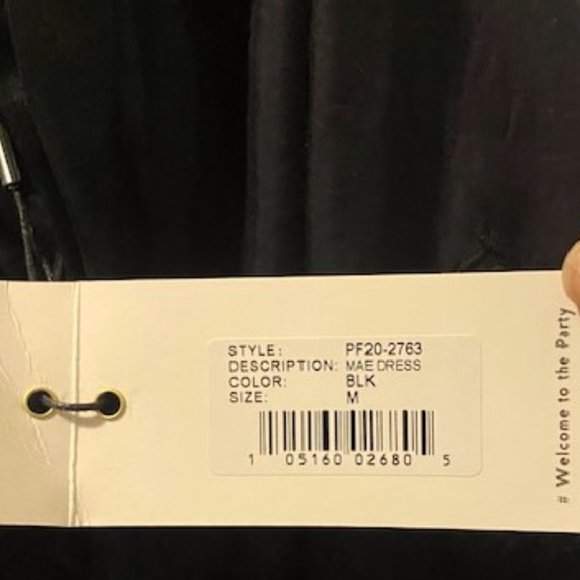 STYLE: PF20-2763
DESCRIPTION: MAE DRESS
COLOR: BLK
SIZE: M
1 05160 02680 5
# Welcome to the Party